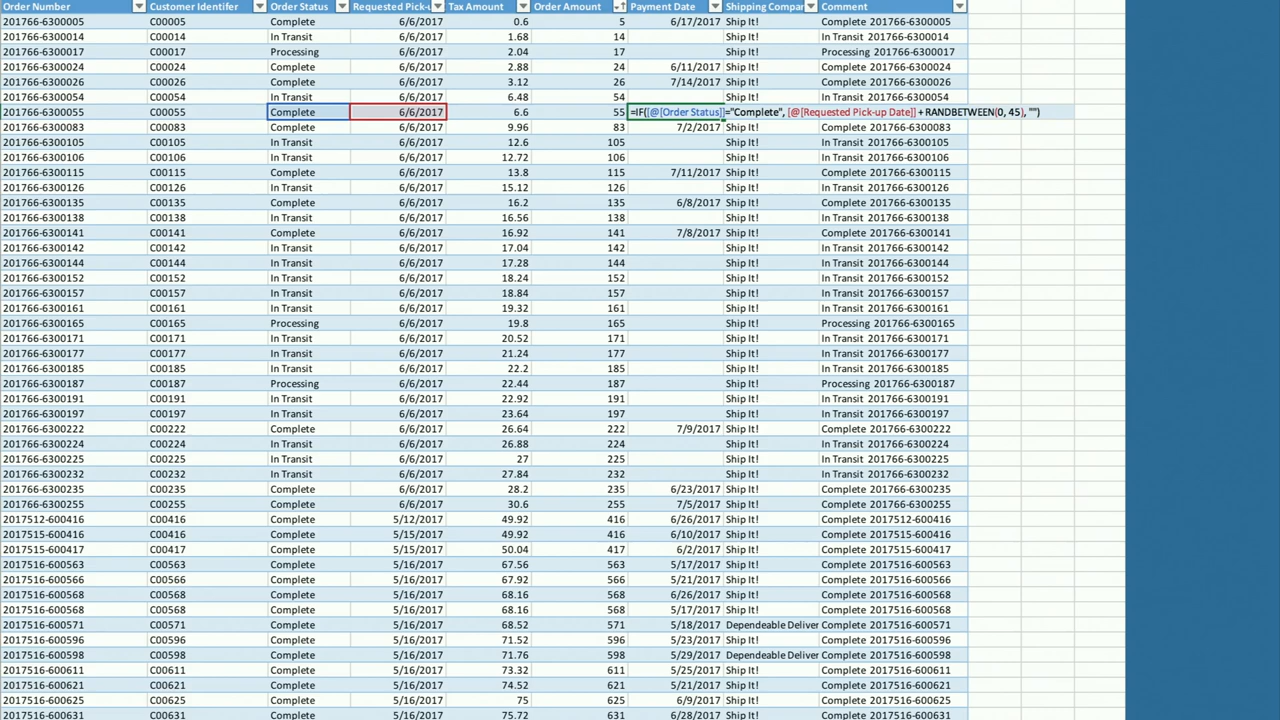 Order Number Customer Identifer Order Status Requested Pick-u Tax Amount Order Amount Payment Date Shipping Compar Comment
201766-6300005 C00005 Complete 6/6/2017 0.6 5 6/17/2017 Ship It! Complete 201766-6300005
201766-6300014 C00014 In Transit 6/6/2017 1.68 14 Ship It! In Transit 201766-6300014
201766-6300017 C00017 Processing 6/6/2017 2.04 17 Ship It! Processing 201766-6300017
201766-6300024 C00024 Complete 6/6/2017 2.88 24 6/11/2017 Ship It! Complete 201766-6300024
201766-6300026 C00026 Complete 6/6/2017 3.12 26 7/14/2017 Ship It! Complete 201766-6300026
201766-6300054 C00054 In Transit 6/6/2017 6.48 54 Ship It! In Transit 201766-6300054
201766-6300055 C00055 Complete 6/6/2017 6.6 55 =IF([@[Order Status]]="Complete", [@[Requested Pick-up Date]] + RANDBETWEEN(0, 45), "")
201766-6300083 C00083 Complete 6/6/2017 9.96 83 7/2/2017 Ship It! Complete 201766-6300083
201766-6300105 C00105 In Transit 6/6/2017 12.6 105 Ship It! In Transit 201766-6300105
201766-6300106 C00106 In Transit 6/6/2017 12.72 106 Ship It! In Transit 201766-6300106
201766-6300115 C00115 Complete 6/6/2017 13.8 115 7/11/2017 Ship It! Complete 201766-6300115
201766-6300126 C00126 In Transit 6/6/2017 15.12 126 Ship It! In Transit 201766-6300126
201766-6300135 C00135 Complete 6/6/2017 16.2 135 6/8/2017 Ship It! Complete 201766-6300135
201766-6300138 C00138 In Transit 6/6/2017 16.56 138 Ship It! In Transit 201766-6300138
201766-6300141 C00141 Complete 6/6/2017 16.92 141 7/8/2017 Ship It! Complete 201766-6300141
201766-6300142 C00142 In Transit 6/6/2017 17.04 142 Ship It! In Transit 201766-6300142
201766-6300144 C00144 In Transit 6/6/2017 17.28 144 Ship It! In Transit 201766-6300144
201766-6300152 C00152 In Transit 6/6/2017 18.24 152 Ship It! In Transit 201766-6300152
201766-6300157 C00157 In Transit 6/6/2017 18.84 157 Ship It! In Transit 201766-6300157
201766-6300161 C00161 In Transit 6/6/2017 19.32 161 Ship It! In Transit 201766-6300161
201766-6300165 C00165 Processing 6/6/2017 19.8 165 Ship It! Processing 201766-6300165
201766-6300171 C00171 In Transit 6/6/2017 20.52 171 Ship It! In Transit 201766-6300171
201766-6300177 C00177 In Transit 6/6/2017 21.24 177 Ship It! In Transit 201766-6300177
201766-6300185 C00185 In Transit 6/6/2017 22.2 185 Ship It! In Transit 201766-6300185
201766-6300187 C00187 Processing 6/6/2017 22.44 187 Ship It! Processing 201766-6300187
201766-6300191 C00191 In Transit 6/6/2017 22.92 191 Ship It! In Transit 201766-6300191
201766-6300197 C00197 In Transit 6/6/2017 23.64 197 Ship It! In Transit 201766-6300197
201766-6300222 C00222 Complete 6/6/2017 26.64 222 7/9/2017 Ship It! Complete 201766-6300222
201766-6300224 C00224 In Transit 6/6/2017 26.88 224 Ship It! In Transit 201766-6300224
201766-6300225 C00225 In Transit 6/6/2017 27 225 Ship It! In Transit 201766-6300225
201766-6300232 C00232 In Transit 6/6/2017 27.84 232 Ship It! In Transit 201766-6300232
201766-6300235 C00235 Complete 6/6/2017 28.2 235 6/23/2017 Ship It! Complete 201766-6300235
201766-6300255 C00255 Complete 6/6/2017 30.6 255 7/5/2017 Ship It! Complete 201766-6300255
2017512-600416 C00416 Complete 5/12/2017 49.92 416 6/26/2017 Ship It! Complete 2017512-600416
2017515-600416 C00416 Complete 5/15/2017 49.92 416 6/10/2017 Ship It! Complete 2017515-600416
2017515-600417 C00417 Complete 5/15/2017 50.04 417 6/2/2017 Ship It! Complete 2017515-600417
2017516-600563 C00563 Complete 5/16/2017 67.56 563 5/17/2017 Ship It! Complete 2017516-600563
2017516-600566 C00566 Complete 5/16/2017 67.92 566 5/21/2017 Ship It! Complete 2017516-600566
2017516-600568 C00568 Complete 5/16/2017 68.16 568 6/26/2017 Ship It! Complete 2017516-600568
2017516-600568 C00568 Complete 5/16/2017 68.16 568 5/17/2017 Ship It! Complete 2017516-600568
2017516-600571 C00571 Complete 5/16/2017 68.52 571 5/18/2017 Dependeable Deliver Complete 2017516-600571
2017516-600596 C00596 Complete 5/16/2017 71.52 596 5/23/2017 Ship It! Complete 2017516-600596
2017516-600598 C00598 Complete 5/16/2017 71.76 598 5/29/2017 Dependeable Deliver Complete 2017516-600598
2017516-600611 C00611 Complete 5/16/2017 73.32 611 5/25/2017 Ship It! Complete 2017516-600611
2017516-600621 C00621 Complete 5/16/2017 74.52 621 5/21/2017 Ship It! Complete 2017516-600621
2017516-600625 C00625 Complete 5/16/2017 75 625 6/9/2017 Ship It! Complete 2017516-600625
2017516-600631 C00631 Complete 5/16/2017 75.72 631 6/28/2017 Ship It! Complete 2017516-600631